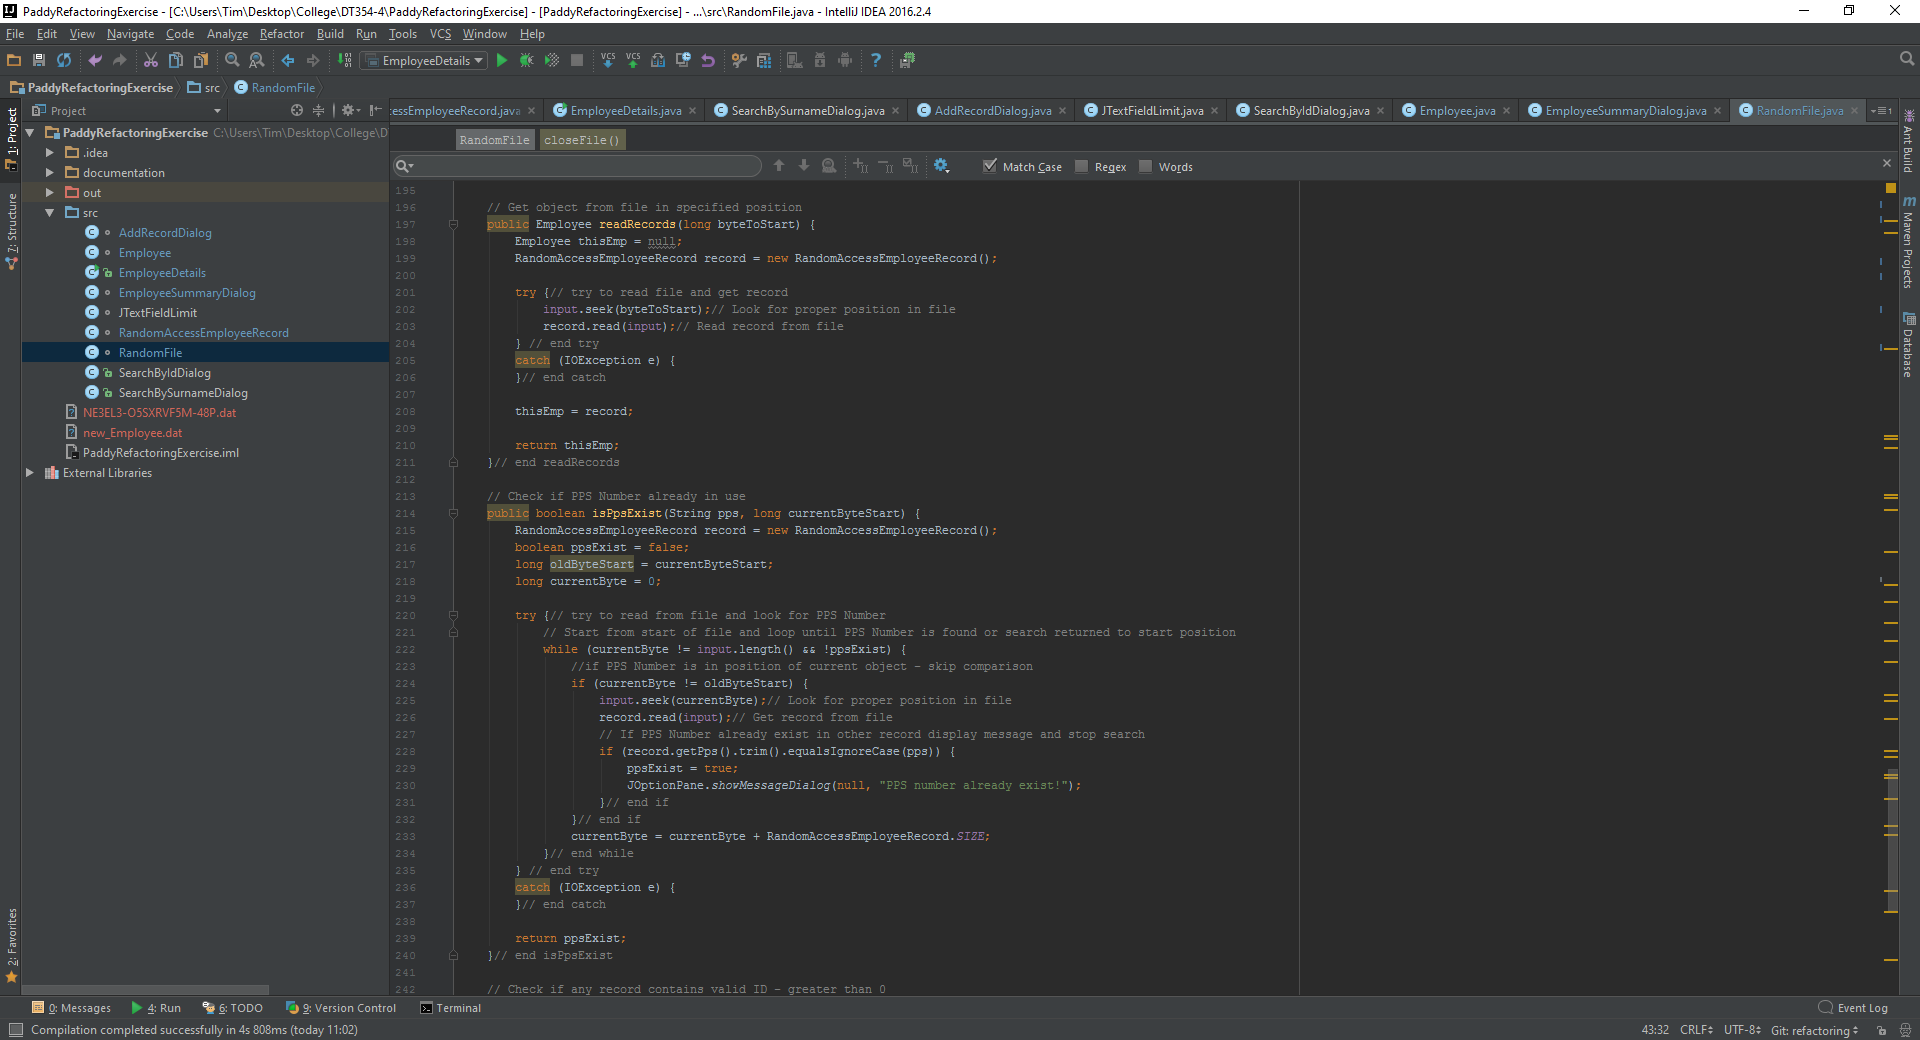 PaddyRefactoringExercise - [C:\Users\Tim\Desktop\College\DT354-4\PaddyRefactoringExercise] - [PaddyRefactoringExercise] - ...\src\RandomFile.java - IntelliJ IDEA 2016.2.4
File Edit View Navigate Code Analyze Refactor Build Run Tools VCS Window Help
EmployeeDetails
VCS VCS
PaddyRefactoringExercise src RandomFile
Project
cessEmployeeRecord.java EmployeeDetails.java SearchBySurnameDialog.java AddRecordDialog.java JTextFieldLimit.java SearchByIdDialog.java Employee.java EmployeeSummaryDialog.java RandomFile.java
PaddyRefactoringExercise C:\Users\Tim\Desktop\College\D
.idea
documentation
out
src
AddRecordDialog
Employee
EmployeeDetails
EmployeeSummaryDialog
JTextFieldLimit
RandomAccessEmployeeRecord
RandomFile
SearchByIdDialog
SearchBySurnameDialog
NE3EL3-O5SXRVF5M-48P.dat
new_Employee.dat
PaddyRefactoringExercise.iml
External Libraries
1: Project
7: Structure
2: Favorites
RandomFile closeFile()
Match Case Regex Words
195
196 // Get object from file in specified position
197 public Employee readRecords(long byteToStart) {
198 Employee thisEmp = null;
199 RandomAccessEmployeeRecord record = new RandomAccessEmployeeRecord();
200
201 try {// try to read file and get record
202 input.seek(byteToStart);// Look for proper position in file
203 record.read(input);// Read record from file
204 } // end try
205 catch (IOException e) {
206 }// end catch
207
208 thisEmp = record;
209
210 return thisEmp;
211 }// end readRecords
212
213 // Check if PPS Number already in use
214 public boolean isPpsExist(String pps, long currentByteStart) {
215 RandomAccessEmployeeRecord record = new RandomAccessEmployeeRecord();
216 boolean ppsExist = false;
217 long oldByteStart = currentByteStart;
218 long currentByte = 0;
219
220 try {// try to read from file and look for PPS Number
221 // Start from start of file and loop until PPS Number is found or search returned to start position
222 while (currentByte != input.length() && !ppsExist) {
223 //if PPS Number is in position of current object - skip comparison
224 if (currentByte != oldByteStart) {
225 input.seek(currentByte);// Look for proper position in file
226 record.read(input);// Get record from file
227 // If PPS Number already exist in other record display message and stop search
228 if (record.getPps().trim().equalsIgnoreCase(pps)) {
229 ppsExist = true;
230 JOptionPane.showMessageDialog(null, "PPS number already exist!");
231 }// end if
232 }// end if
233 currentByte = currentByte + RandomAccessEmployeeRecord.SIZE;
234 }// end while
235 } // end try
236 catch (IOException e) {
237 }// end catch
238
239 return ppsExist;
240 }// end isPpsExist
241
242 // Check if any record contains valid ID - greater than 0
Ant Build
Maven Projects
Database
0: Messages 4: Run 6: TODO 9: Version Control Terminal Event Log
Compilation completed successfully in 4s 808ms (today 11:02) 43:32 CRLF UTF-8 Git: refactoring